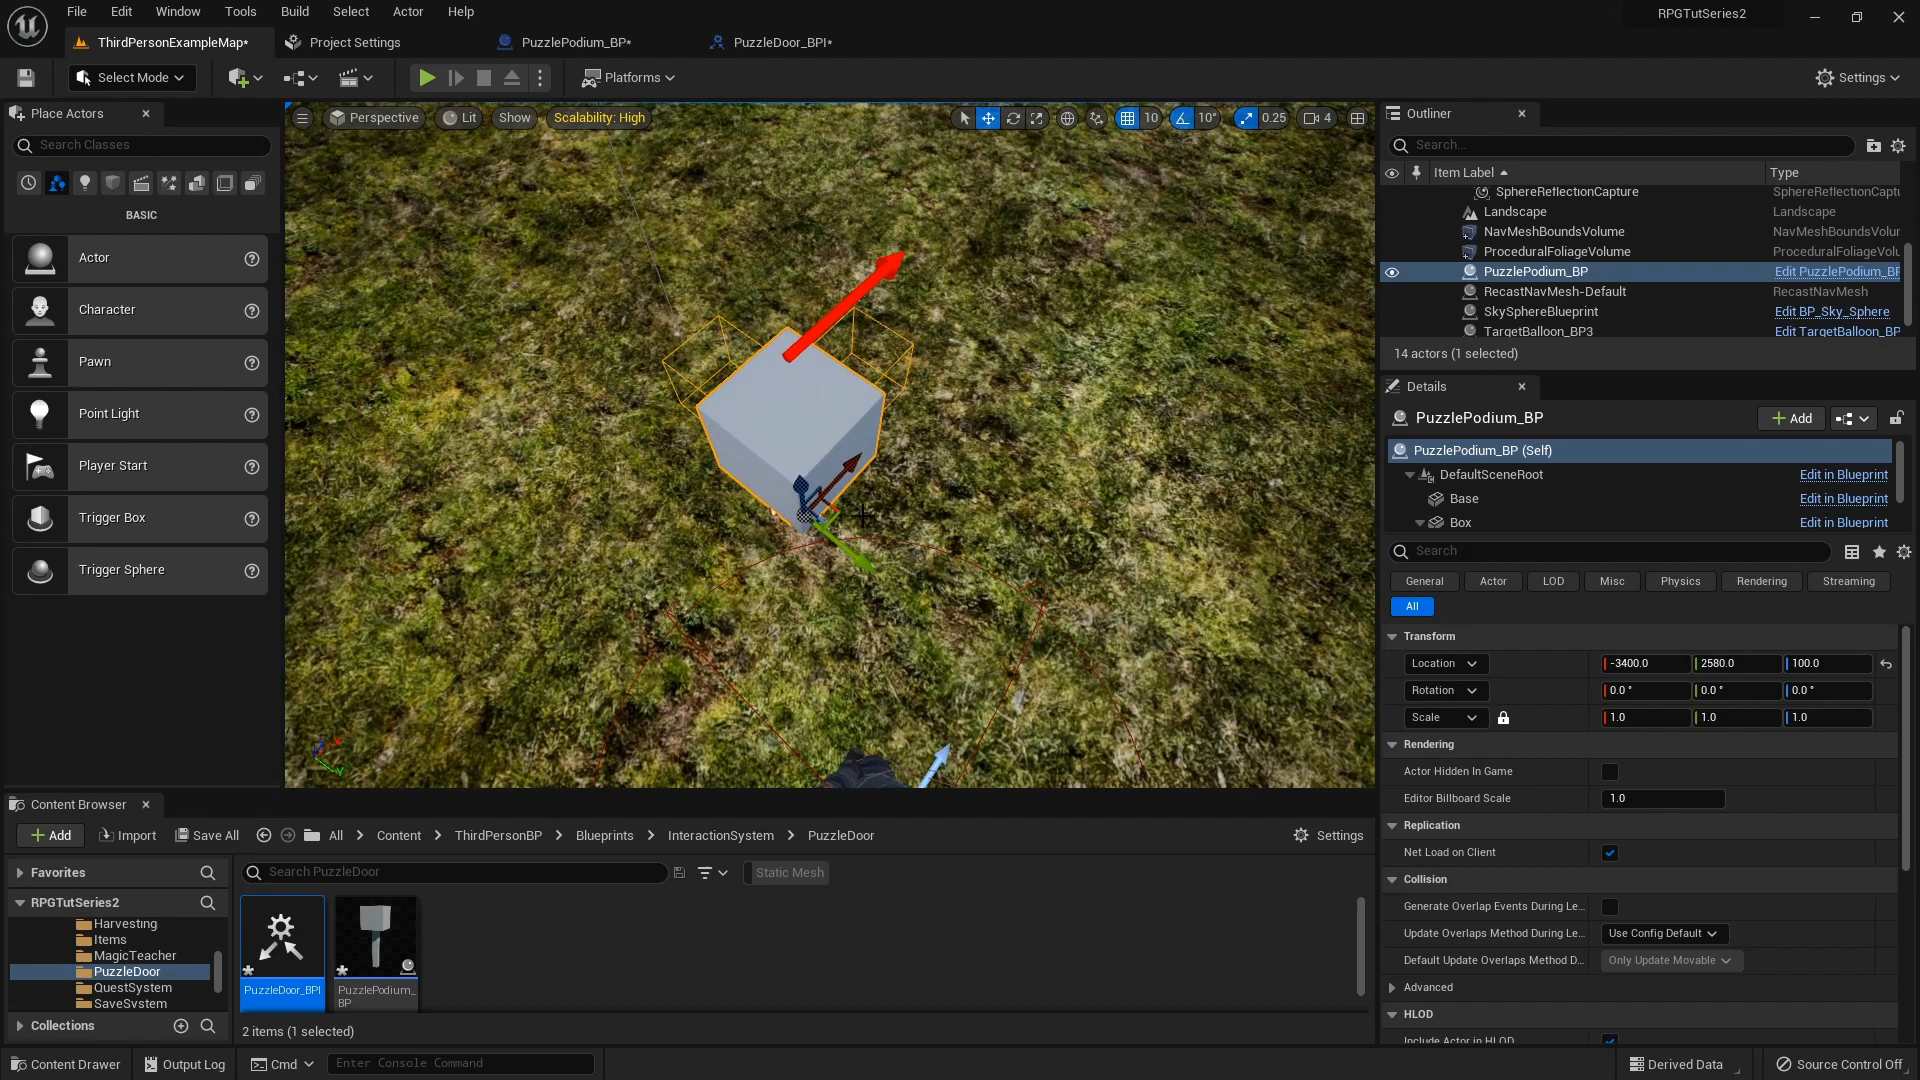 File Edit Window Tools Build Select Actor Help
RPGTutSeries2
ThirdPersonExampleMap* Project Settings PuzzlePodium_BP* PuzzleDoor_BPI*
Select Mode Platforms Settings
Place Actors
Search Classes
BASIC
Actor
Character
Pawn
Point Light
Player Start
Trigger Box
Trigger Sphere
Perspective Lit Show Scalability: High 10 10° 0.25 4
Outliner
Search...
Item Label Type
SphereReflectionCapture SphereReflectionCaptu
Landscape Landscape
NavMeshBoundsVolume NavMeshBoundsVolur
ProceduralFoliageVolume ProceduralFoliageVolu
PuzzlePodium_BP Edit PuzzlePodium_BP
RecastNavMesh-Default RecastNavMesh
SkySphereBlueprint Edit BP_Sky_Sphere
TargetBalloon_BP3 Edit TargetBalloon_BP
14 actors (1 selected)
Details
PuzzlePodium_BP Add
PuzzlePodium_BP (Self)
DefaultSceneRoot Edit in Blueprint
Base Edit in Blueprint
Box Edit in Blueprint
Search
General Actor LOD Misc Physics Rendering Streaming
All
Transform
Location -3400.0 2580.0 100.0
Rotation 0.0 ° 0.0 ° 0.0 °
Scale 1.0 1.0 1.0
Rendering
Actor Hidden In Game
Editor Billboard Scale 1.0
Replication
Net Load on Client
Collision
Generate Overlap Events During Le...
Update Overlaps Method During Le... Use Config Default
Default Update Overlaps Method D... Only Update Movable
Advanced
HLOD
Include Actor in HLOD
Content Browser
Add Import Save All All > Content > ThirdPersonBP > Blueprints > InteractionSystem > PuzzleDoor Settings
Favorites
Search PuzzleDoor Static Mesh
RPGTutSeries2
Harvesting
Items
MagicTeacher
PuzzleDoor
QuestSystem
SaveSystem
Collections
PuzzleDoor_BPI
PuzzlePodium_
BP
2 items (1 selected)
Content Drawer Output Log Cmd Enter Console Command Derived Data Source Control Off
X
Z
Y